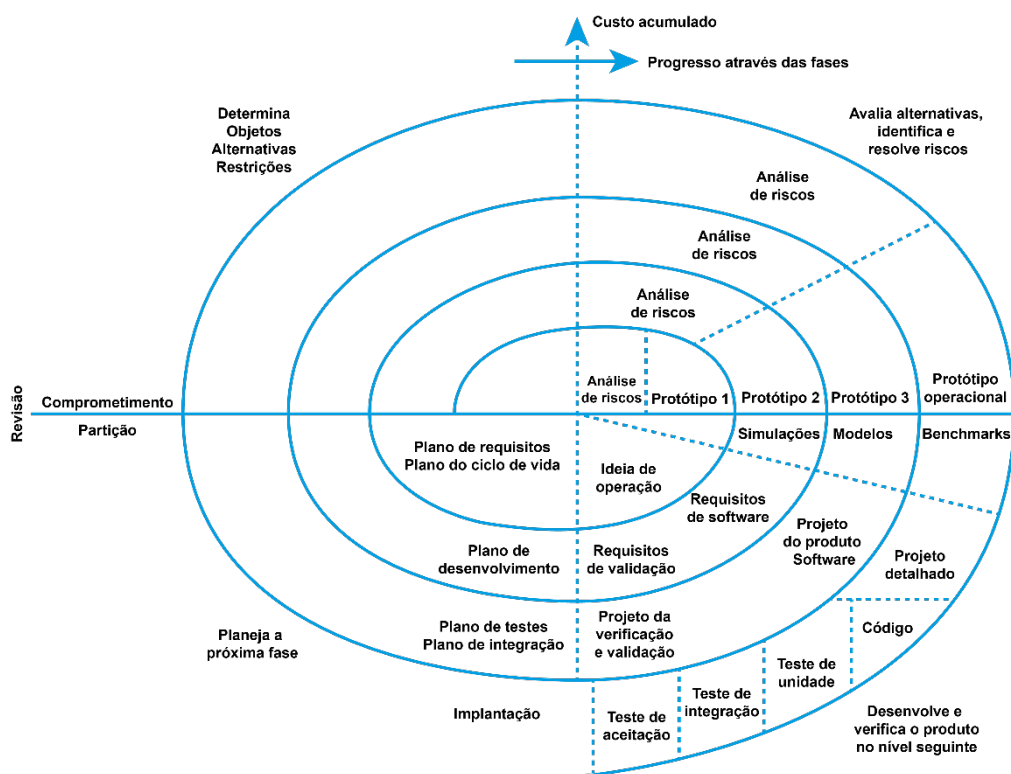 Custo acumulado
Progresso através das fases
Determina
Objetos
Alternativas
Restrições
Avalia alternativas,
identifica e
resolve riscos
Análise
de riscos
Análise
de riscos
Análise
de riscos
Análise
de riscos
Protótipo 1
Protótipo 2
Protótipo 3
Protótipo
operacional
Revisão
Comprometimento
Partição
Simulações
Modelos
Benchmarks
Plano de requisitos
Plano do ciclo de vida
Ideia de
operação
Requisitos
de software
Projeto
do produto
Software
Projeto
detalhado
Plano de
desenvolvimento
Requisitos
de validação
Código
Planeja a
próxima fase
Plano de testes
Plano de integração
Projeto da
verificação
e validação
Teste de
unidade
Teste de
integração
Teste de
aceitação
Implantação
Desenvolve e
verifica o produto
no nível seguinte